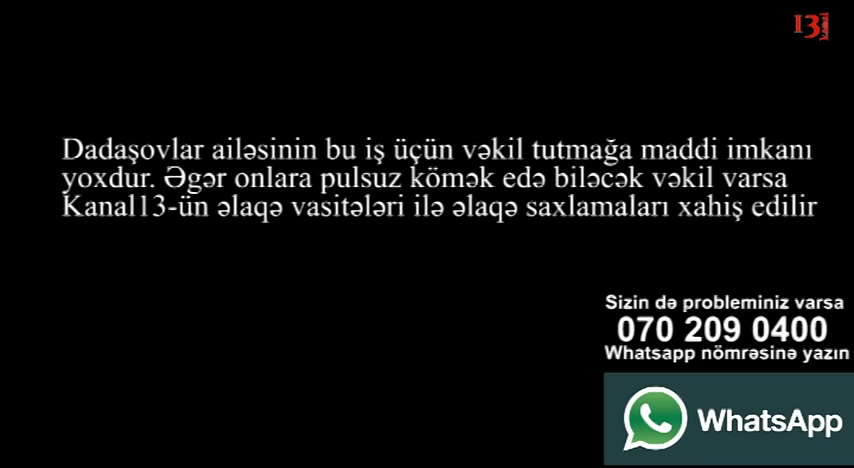 13
Dadaşovlar ailəsinin bu iş üçün vəkil tutmağa maddi imkanı
yoxdur. Əgər onlara pulsuz kömək edə biləcək vəkil varsa
Kanal13-ün əlaqə vasitələri ilə əlaqə saxlamaları xahiş edilir
Sizin də probleminiz varsa
070 209 0400
Whatsapp nömrəsinə yazın
WhatsApp